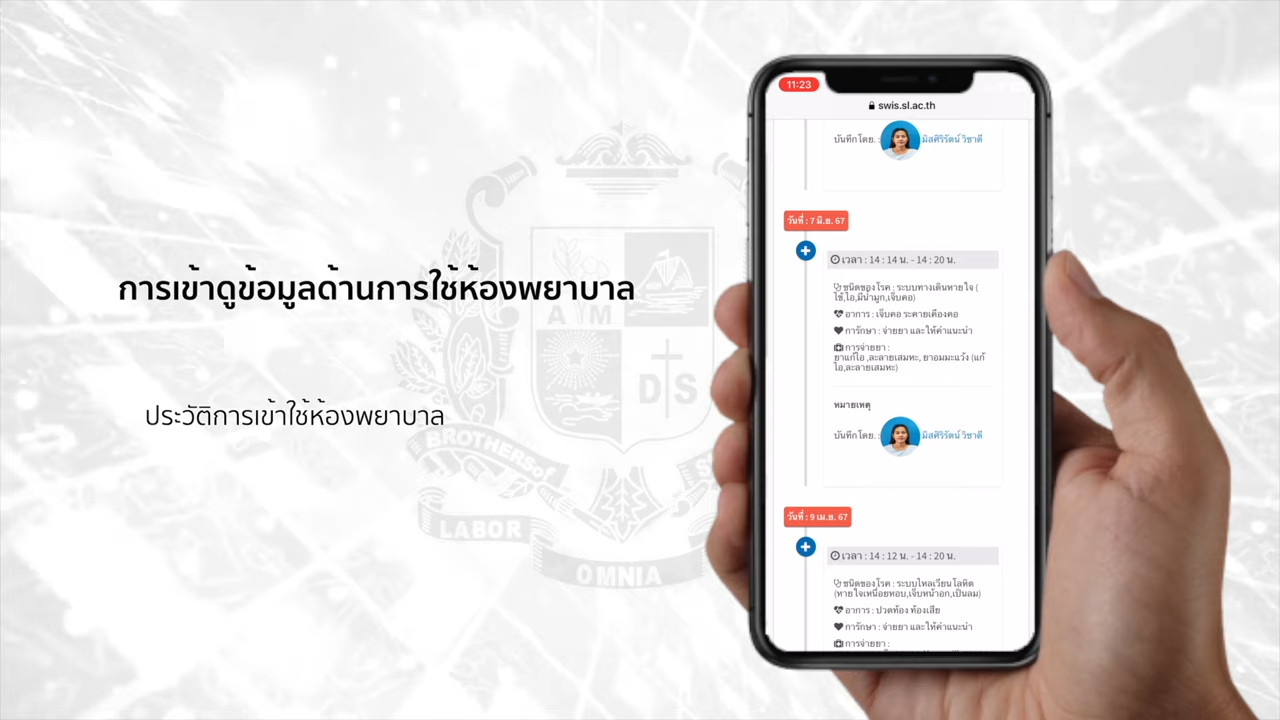 การเข้าดูข้อมูลด้านการใช้ห้องพยาบาล
ประวัติการเข้าใช้ห้องพยาบาล
A M
D S
BROTHERS of S
LABOR
OMNIA
11:23
swis.sl.ac.th
บันทึกโดย. : มิสศิริรัตน์ วิชาดี
วันที่ : 7 มิ.ย. 67
เวลา : 14 : 14 น. - 14 : 20 น.
ชนิดของโรค : ระบบทางเดินหายใจ (
ไข้,ไอ,มีน้ำมูก,เจ็บคอ)
อาการ : เจ็บคอ ระคายเคืองคอ
การักษา : จ่ายยา และให้คำแนะนำ
การจ่ายยา :
ยาแก้ไอ ,ละลายเสมหะ, ยาอมมะแว้ง (แก้
ไอ,ละลายเสมหะ)
หมายเหตุ
บันทึกโดย. : มิสศิริรัตน์ วิชาดี
วันที่ : 9 เม.ย. 67
เวลา : 14 : 12 น. - 14 : 20 น.
ชนิดของโรค : ระบบไหลเวียนโลหิต
(หายใจเหนื่อยหอบ,เจ็บหน้าอก,เป็นลม)
อาการ : ปวดท้อง ท้องเสีย
การักษา : จ่ายยา และให้คำแนะนำ
การจ่ายยา :